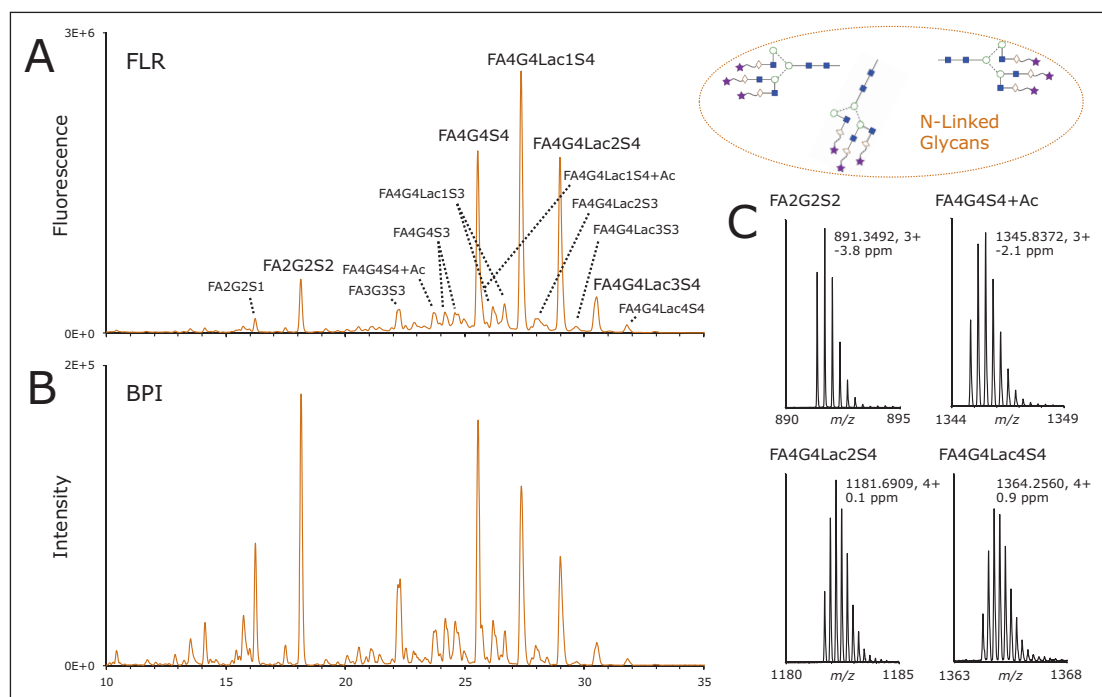 A
FLR
3E+6
0E+0
Fluorescence
FA2G2S1
FA2G2S2
FA4G4S4+Ac
FA3G3S3
FA4G4S3
FA4G4Lac1S3
FA4G4S4
FA4G4Lac1S4
FA4G4Lac2S4
FA4G4Lac1S4+Ac
FA4G4Lac2S3
FA4G4Lac3S3
FA4G4Lac3S4
FA4G4Lac4S4
B
BPI
2E+5
0E+0
Intensity
10
15
20
25
30
35
N-Linked
Glycans
C
FA2G2S2
891.3492, 3+
-3.8 ppm
890
m/z
895
FA4G4S4+Ac
1345.8372, 3+
-2.1 ppm
1344
m/z
1349
FA4G4Lac2S4
1181.6909, 4+
0.1 ppm
1180
m/z
1185
FA4G4Lac4S4
1364.2560, 4+
0.9 ppm
1363
m/z
1368